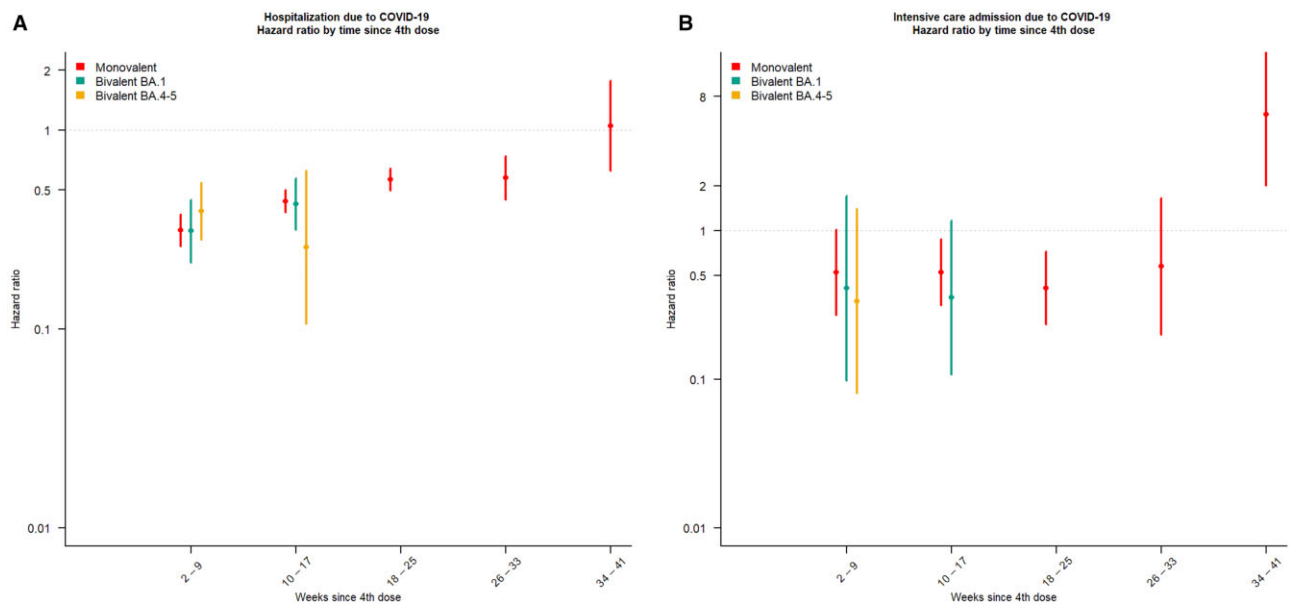 A
Hospitalization due to COVID-19
Hazard ratio by time since 4th dose
Monovalent
Bivalent BA.1
Bivalent BA.4-5
Hazard ratio
2
1
0.5
0.1
0.01
2 – 9
10 – 17
18 – 25
26 – 33
34 – 41
Weeks since 4th dose
B
Intensive care admission due to COVID-19
Hazard ratio by time since 4th dose
Monovalent
Bivalent BA.1
Bivalent BA.4-5
Hazard ratio
8
2
1
0.5
0.1
0.01
2 – 9
10 – 17
18 – 25
26 – 33
34 – 41
Weeks since 4th dose